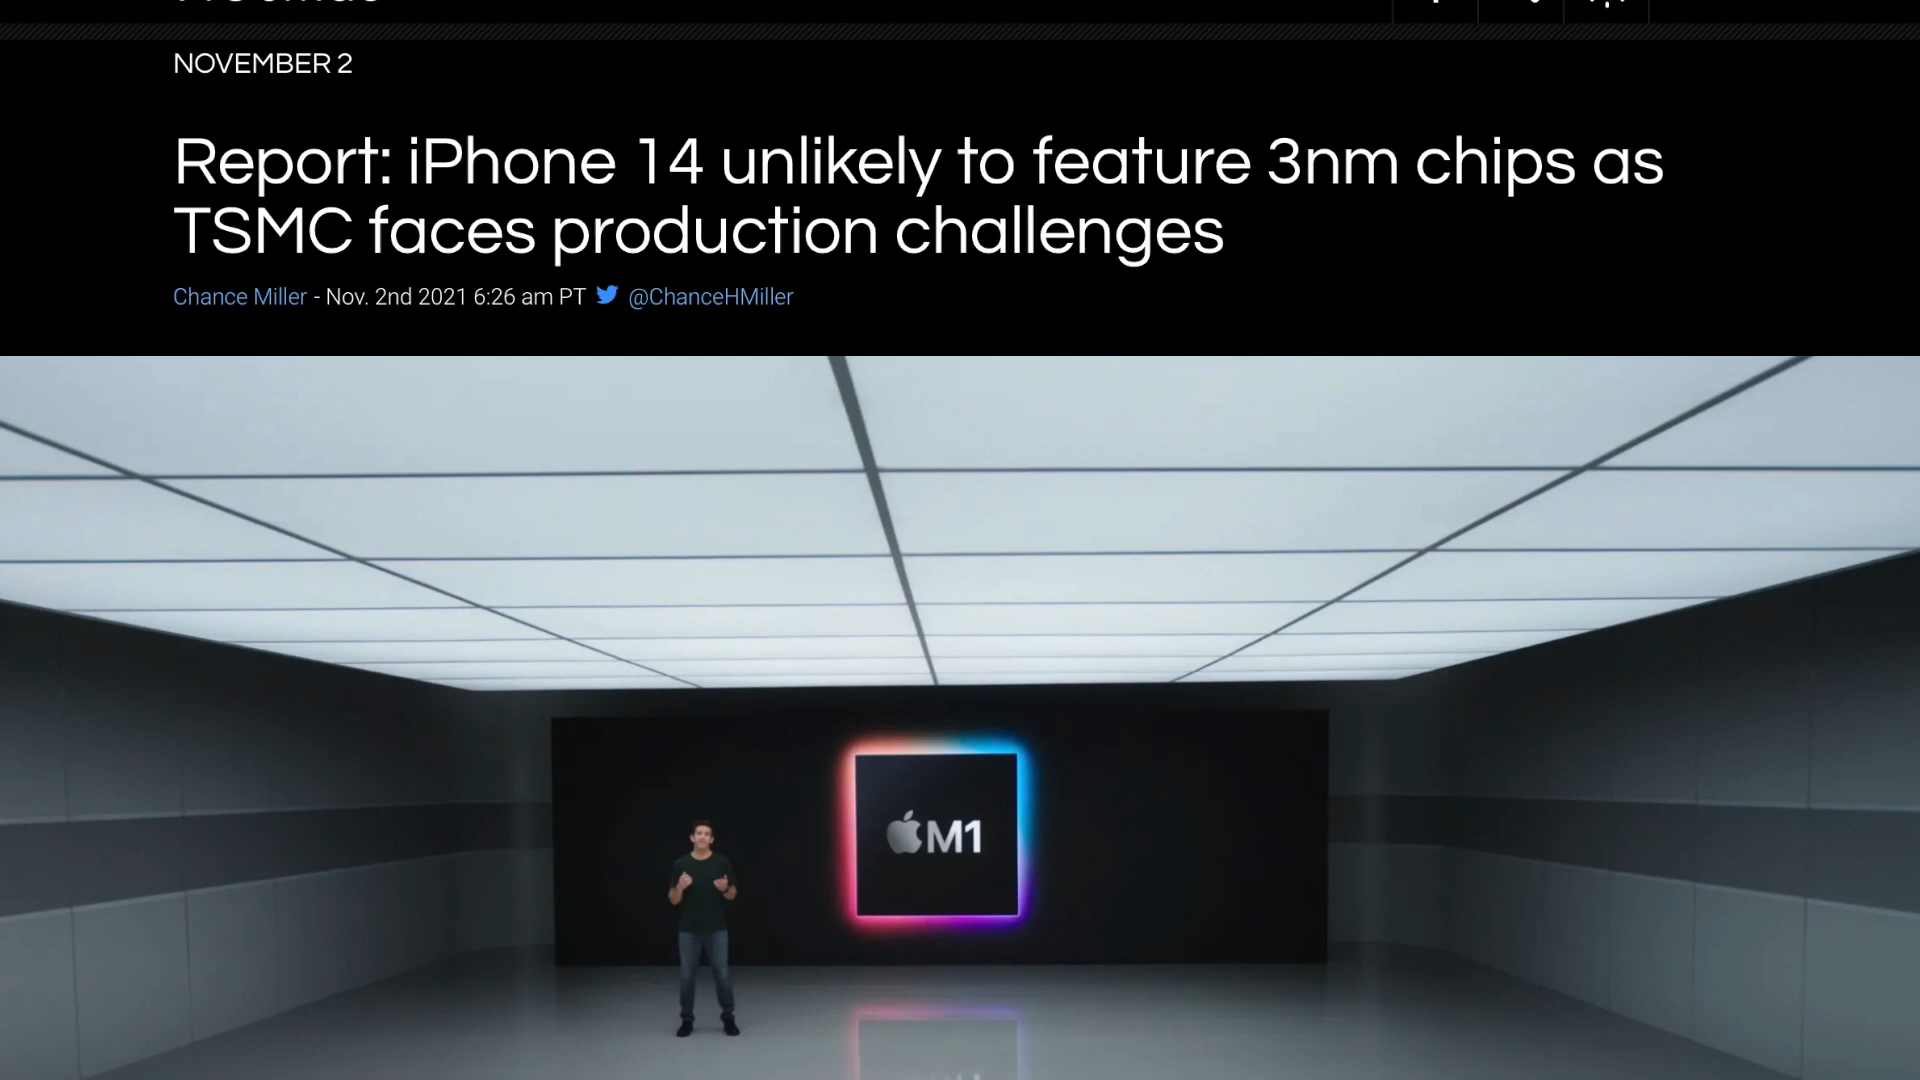 NOVEMBER 2
Report: iPhone 14 unlikely to feature 3nm chips as
TSMC faces production challenges
Chance Miller - Nov. 2nd 2021 6:26 am PT @ChanceHMiller
M1